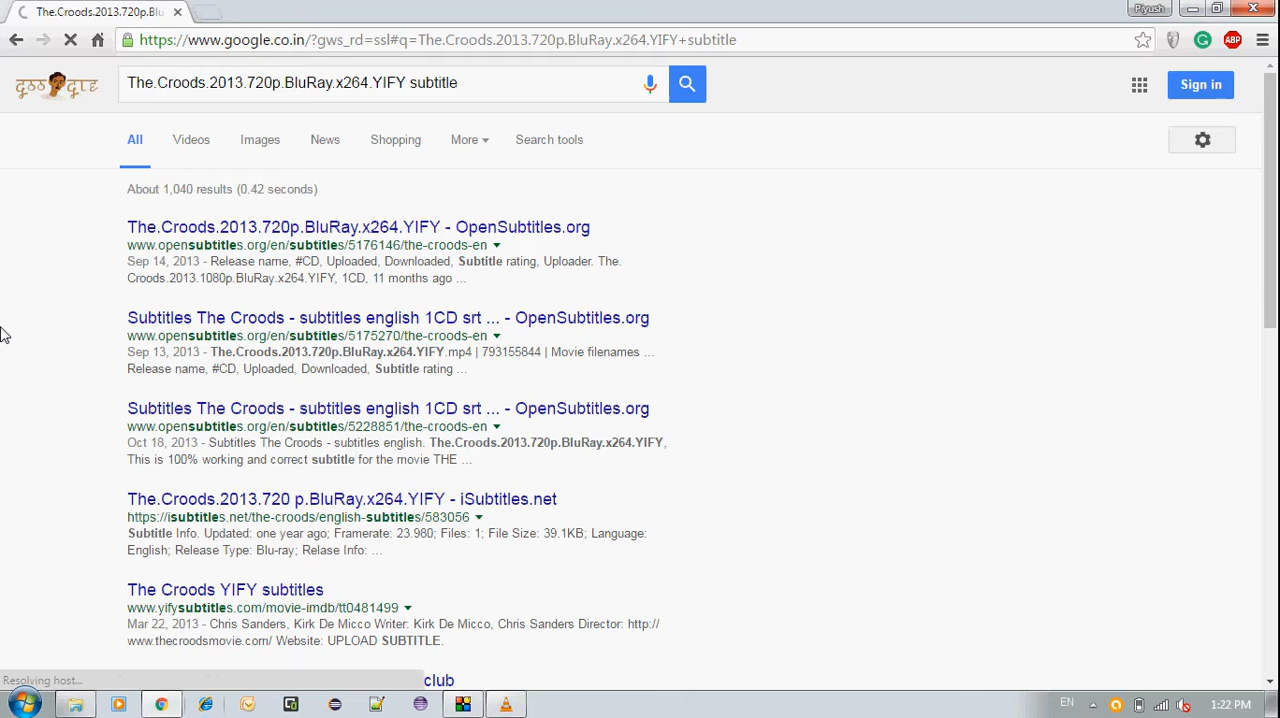 The.Croods.2013.720p.Blu
Piyush
https://www.google.co.in/?gws_rd=ssl#q=The.Croods.2013.720p.BluRay.x264.YIFY+subtitle
ABP
The.Croods.2013.720p.BluRay.x264.YIFY subtitle
Sign in
All Videos Images News Shopping More Search tools
About 1,040 results (0.42 seconds)
The.Croods.2013.720p.BluRay.x264.YIFY - OpenSubtitles.org
www.opensubtitles.org/en/subtitles/5176146/the-croods-en
Sep 14, 2013 - Release name, #CD, Uploaded, Downloaded, Subtitle rating, Uploader. The.
Croods.2013.1080p.BluRay.x264.YIFY, 1CD, 11 months ago ...
Subtitles The Croods - subtitles english 1CD srt ... - OpenSubtitles.org
www.opensubtitles.org/en/subtitles/5175270/the-croods-en
Sep 13, 2013 - The.Croods.2013.720p.BluRay.x264.YIFY.mp4 | 793155844 | Movie filenames ...
Release name, #CD, Uploaded, Downloaded, Subtitle rating ...
Subtitles The Croods - subtitles english 1CD srt ... - OpenSubtitles.org
www.opensubtitles.org/en/subtitles/5228851/the-croods-en
Oct 18, 2013 - Subtitles The Croods - subtitles english. The.Croods.2013.720p.BluRay.x264.YIFY,
This is 100% working and correct subtitle for the movie THE ...
The.Croods.2013.720 p.BluRay.x264.YIFY - iSubtitles.net
https://isubtitles.net/the-croods/english-subtitles/583056
Subtitle Info. Updated: one year ago; Framerate: 23.980; Files: 1; File Size: 39.1KB; Language:
English; Release Type: Blu-ray; Relase Info: ...
The Croods YIFY subtitles
www.yifysubtitles.com/movie-imdb/tt0481499
Mar 22, 2013 - Chris Sanders, Kirk De Micco Writer: Kirk De Micco, Chris Sanders Director: http://
www.thecroodsmovie.com/ Website: UPLOAD SUBTITLE.
Resolving host...
club
EN
1:22 PM